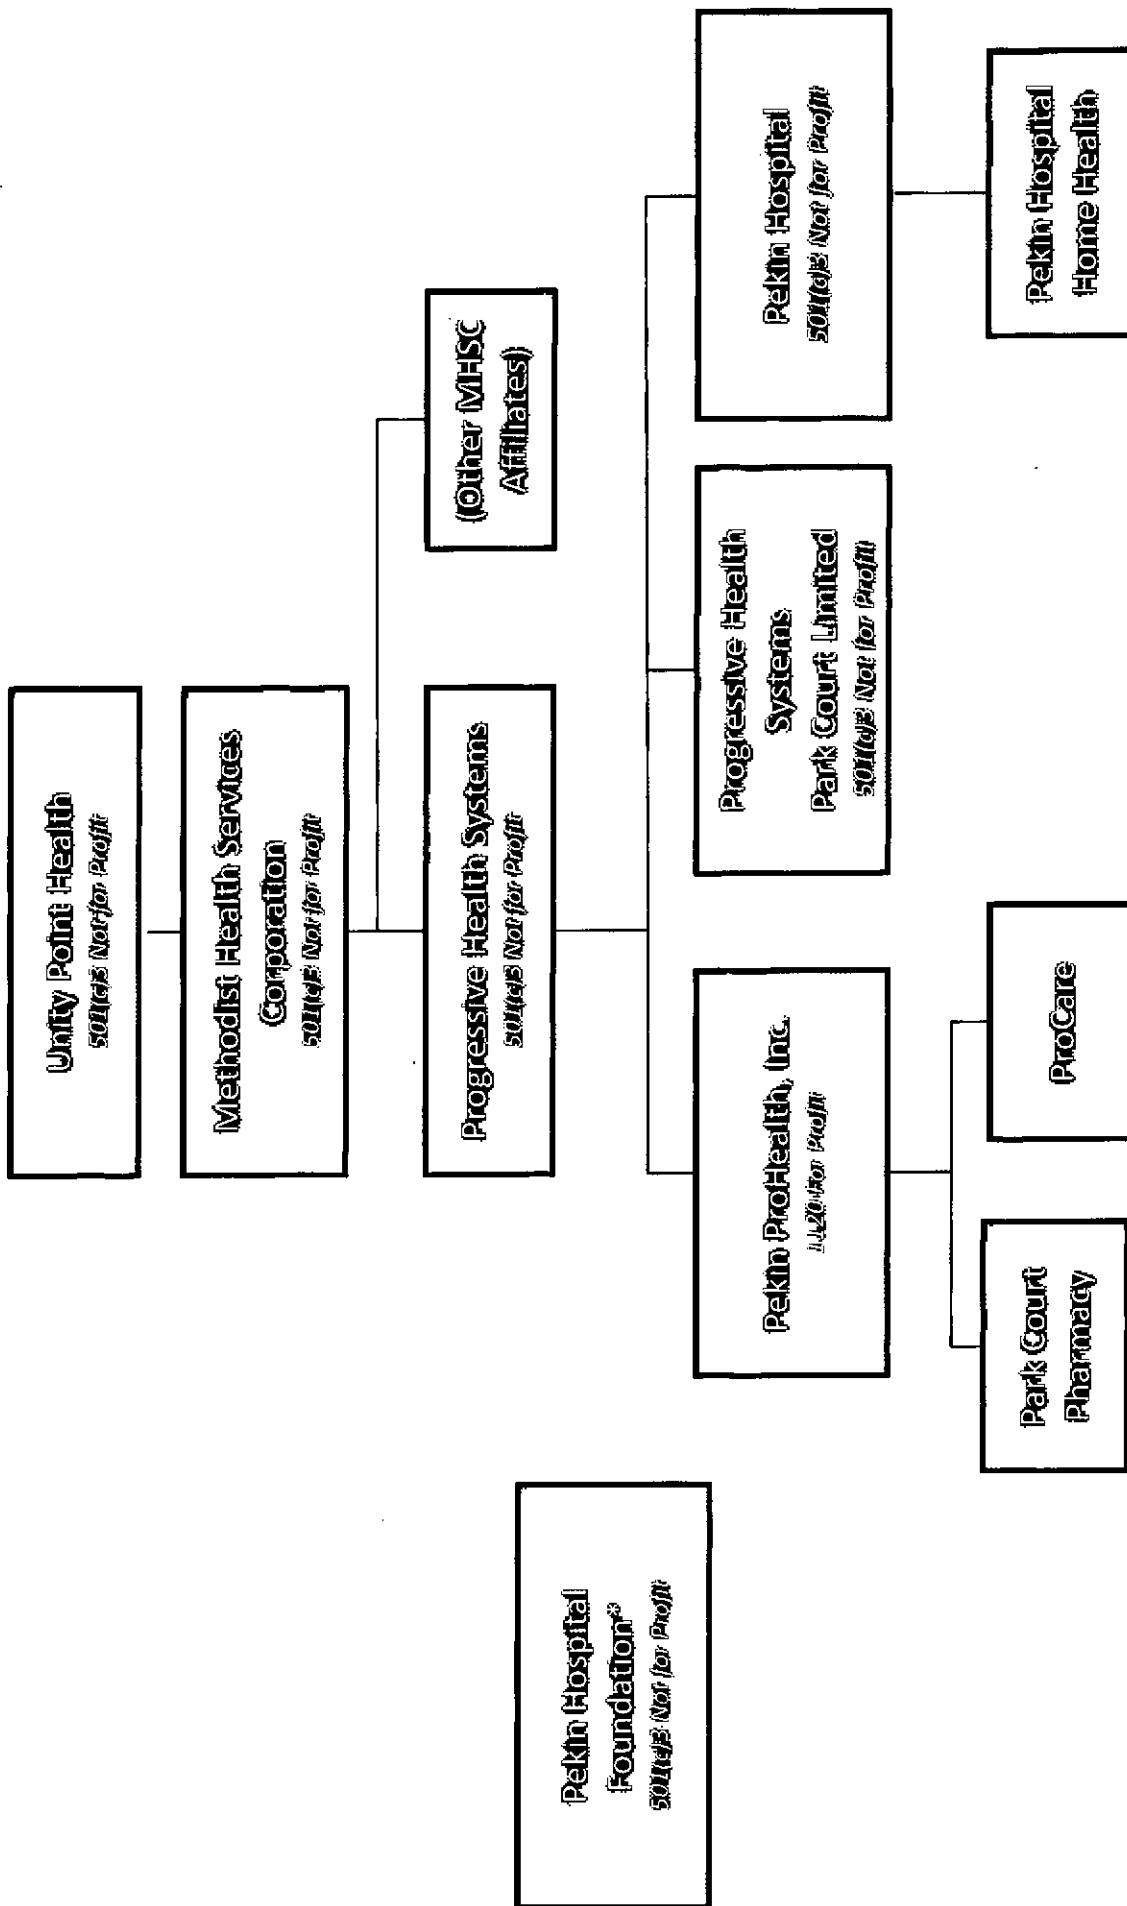 Unity Point Health
501(c)3 Not for Profit
Methodist Health Services
Corporation
501(c)3 Not for Profit
Progressive Health Systems
501(c)3 Not for Profit
(Other MHSC
Affiliates)
Pekin Hospital
Foundation*
501(c)3 Not for Profit
Pekin ProHealth, Inc.
1120 For Profit
Progressive Health
Systems
Park Court Limited
501(c)3 Not for Profit
Pekin Hospital
501(c)3 Not for Profit
Park Court
Pharmacy
ProCare
Pekin Hospital
Home Health